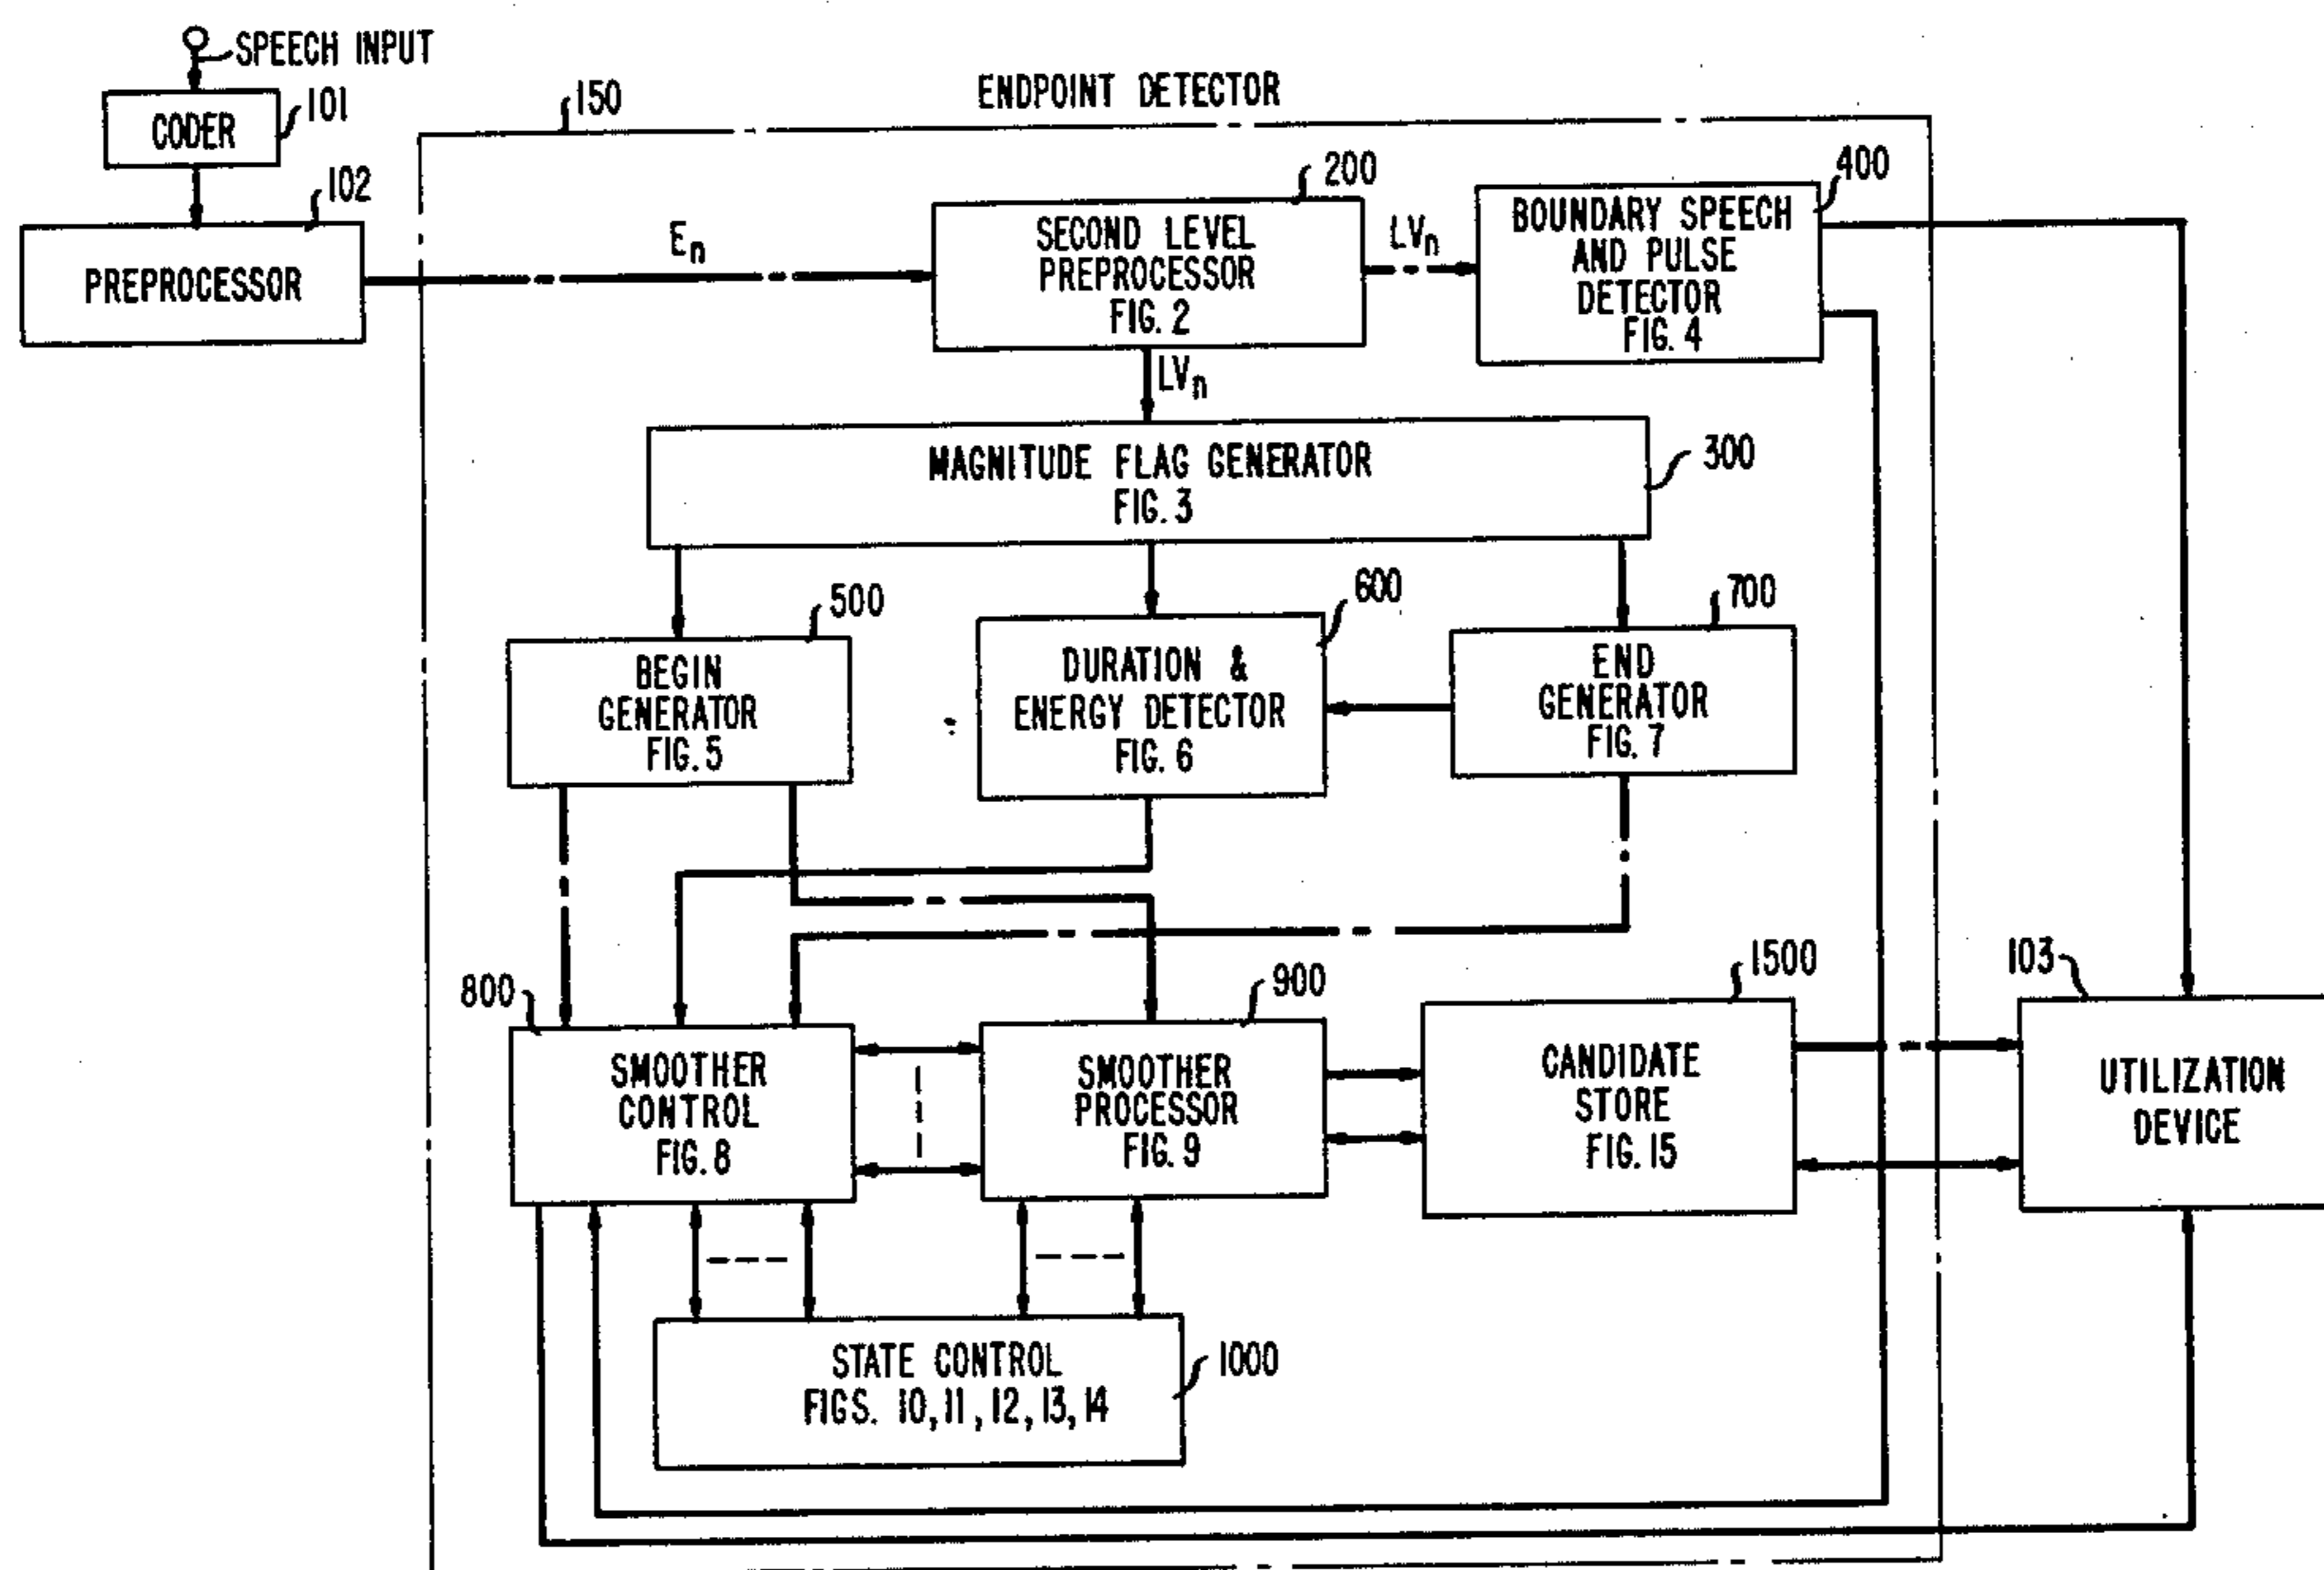 SPEECH INPUT
CODER
101
102
PREPROCESSOR
150
ENDPOINT DETECTOR
E_n
200
SECOND LEVEL
PREPROCESSOR
FIG. 2
LV_n
400
BOUNDARY SPEECH
AND PULSE
DETECTOR
FIG. 4
LV_n
MAGNITUDE FLAG GENERATOR
FIG. 3
300
500
BEGIN
GENERATOR
FIG. 5
600
DURATION &
ENERGY DETECTOR
FIG. 6
700
END
GENERATOR
FIG. 7
800
SMOOTHER
CONTROL
FIG. 8
900
SMOOTHER
PROCESSOR
FIG. 9
1500
CANDIDATE
STORE
FIG. 15
103
UTILIZATION
DEVICE
STATE CONTROL
FIGS. 10, 11, 12, 13, 14
1000